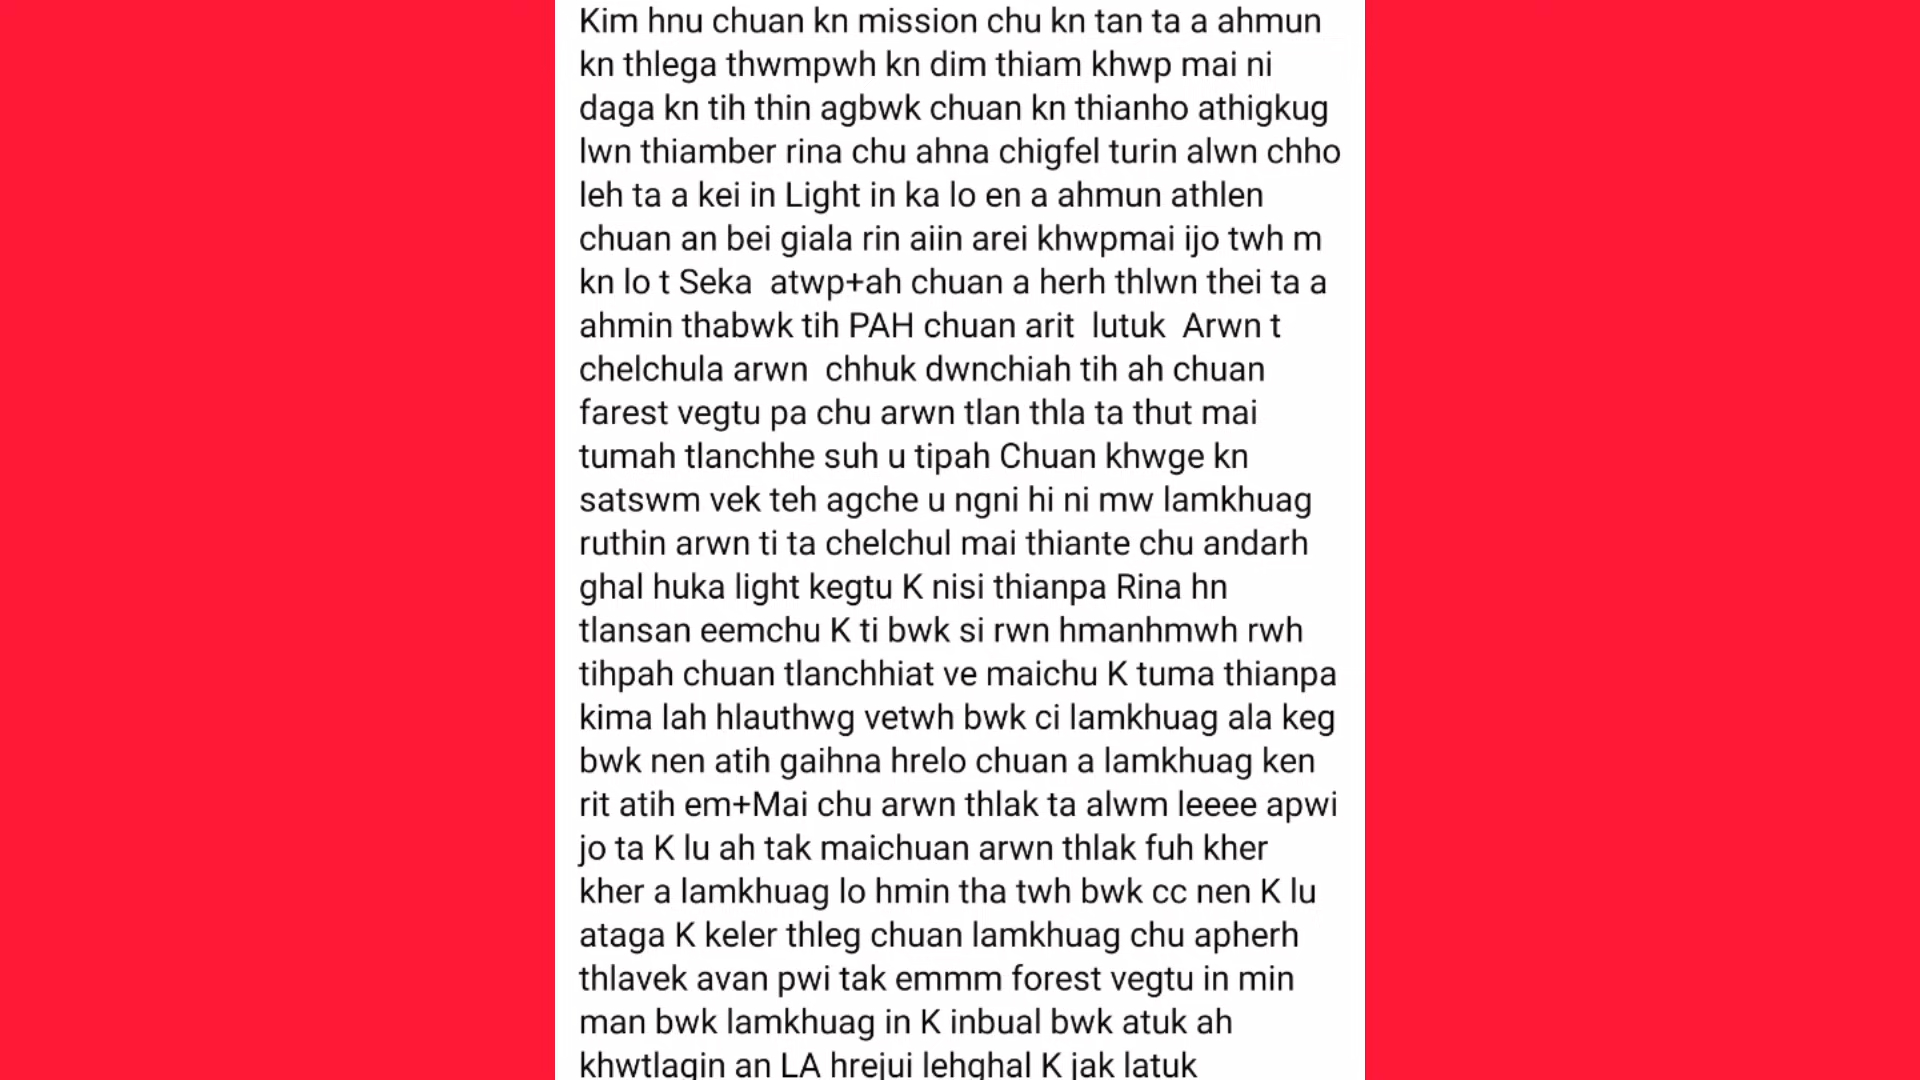 Kim hnu chuan kn mission chu kn tan ta a ahmun
kn thlega thwmpwh kn dim thiam khwp mai ni
daga kn tih thin agbwk chuan kn thianho athigkug
lwn thiamber rina chu ahna chigfel turin alwn chho
leh ta a kei in Light in ka lo en a ahmun athlen
chuan an bei giala rin aiin arei khwpmai ijo twh m
kn lo t Seka  atwp+ah chuan a herh thlwn thei ta a
ahmin thabwk tih PAH chuan arit  lutuk  Arwn t
chelchula arwn  chhuk dwnchiah tih ah chuan
farest vegtu pa chu arwn tlan thla ta thut mai
tumah tlanchhe suh u tipah Chuan khwge kn
satswm vek teh agche u ngni hi ni mw lamkhuag
ruthin arwn ti ta chelchul mai thiante chu andarh
ghal huka light kegtu K nisi thianpa Rina hn
tlansan eemchu K ti bwk si rwn hmanhmwh rwh
tihpah chuan tlanchhiat ve maichu K tuma thianpa
kima lah hlauthwg vetwh bwk ci lamkhuag ala keg
bwk nen atih gaihna hrelo chuan a lamkhuag ken
rit atih em+Mai chu arwn thlak ta alwm leeee apwi
jo ta K lu ah tak maichuan arwn thlak fuh kher
kher a lamkhuag lo hmin tha twh bwk cc nen K lu
ataga K keler thleg chuan lamkhuag chu apherh
thlavek avan pwi tak emmm forest vegtu in min
man bwk lamkhuag in K inbual bwk atuk ah
khwtlagin an LA hrejui lehghal K jak latuk